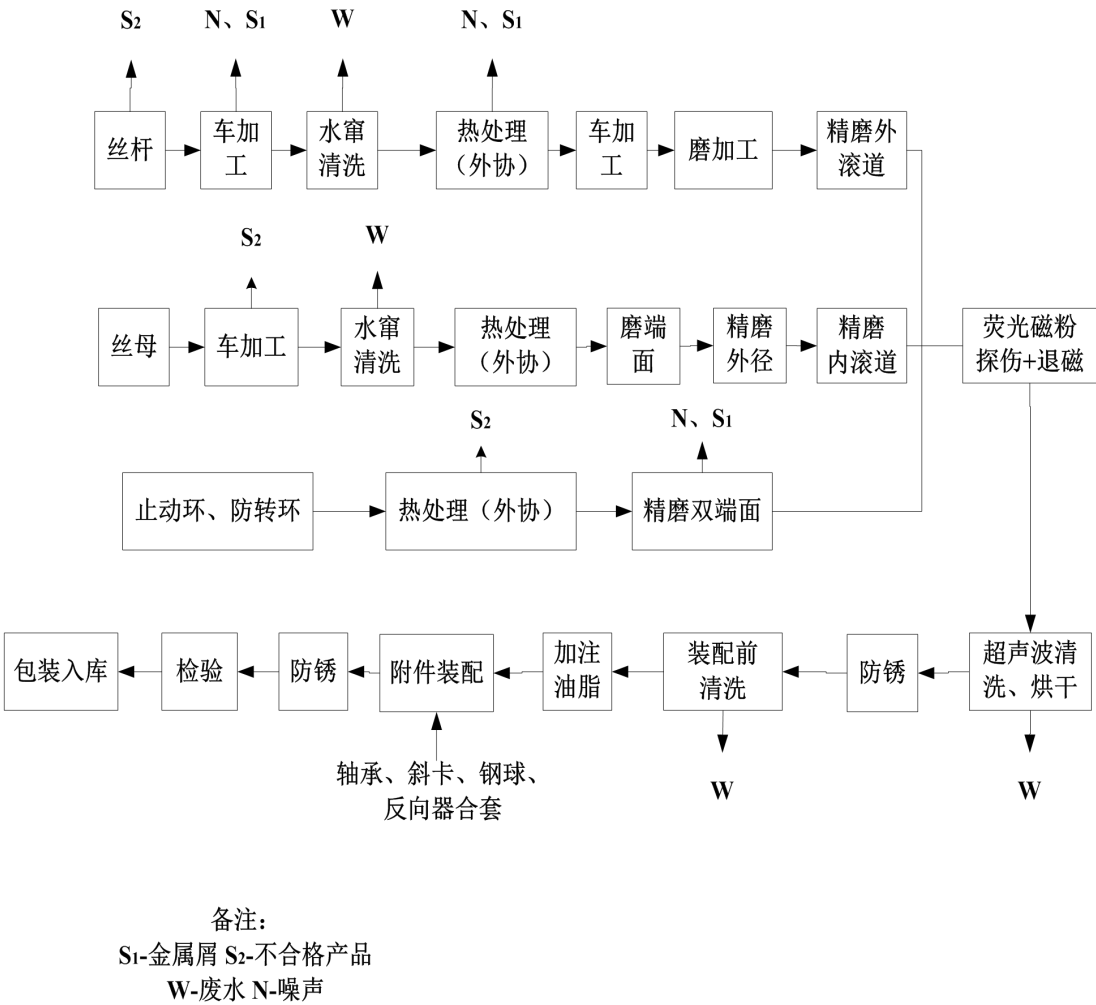 S2
N、S1
W
N、S1
丝杆
车加
工
水窜
清洗
热处理
（外协）
车加
工
磨加工
精磨外
滚道
S2
W
丝母
车加工
水窜
清洗
热处理
（外协）
磨端
面
精磨
外径
精磨
内滚道
荧光磁粉
探伤+退磁
S2
N、S1
止动环、防转环
热处理（外协）
精磨双端面
包装入库
检验
防锈
附件装配
加注
油脂
装配前
清洗
防锈
超声波清
洗、烘干
轴承、斜卡、钢球、
反向器合套
W
W
备注：
S1-金属屑 S2-不合格产品
W-废水 N-噪声